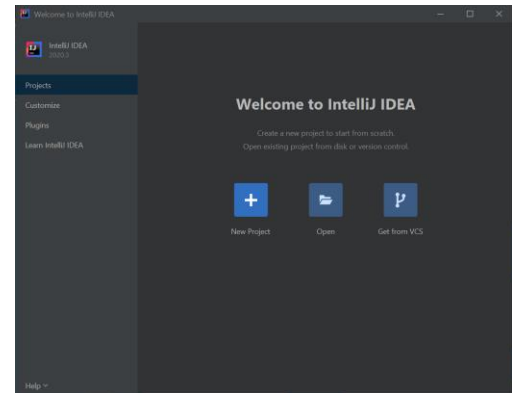 Welcome to IntelliJ IDEA
IntelliJ IDEA
2020.3
Projects
Customize
Plugins
Learn IntelliJ IDEA
Welcome to IntelliJ IDEA
Create a new project to start from scratch.
Open existing project from disk or version control.
New Project
Open
Get from VCS
Help